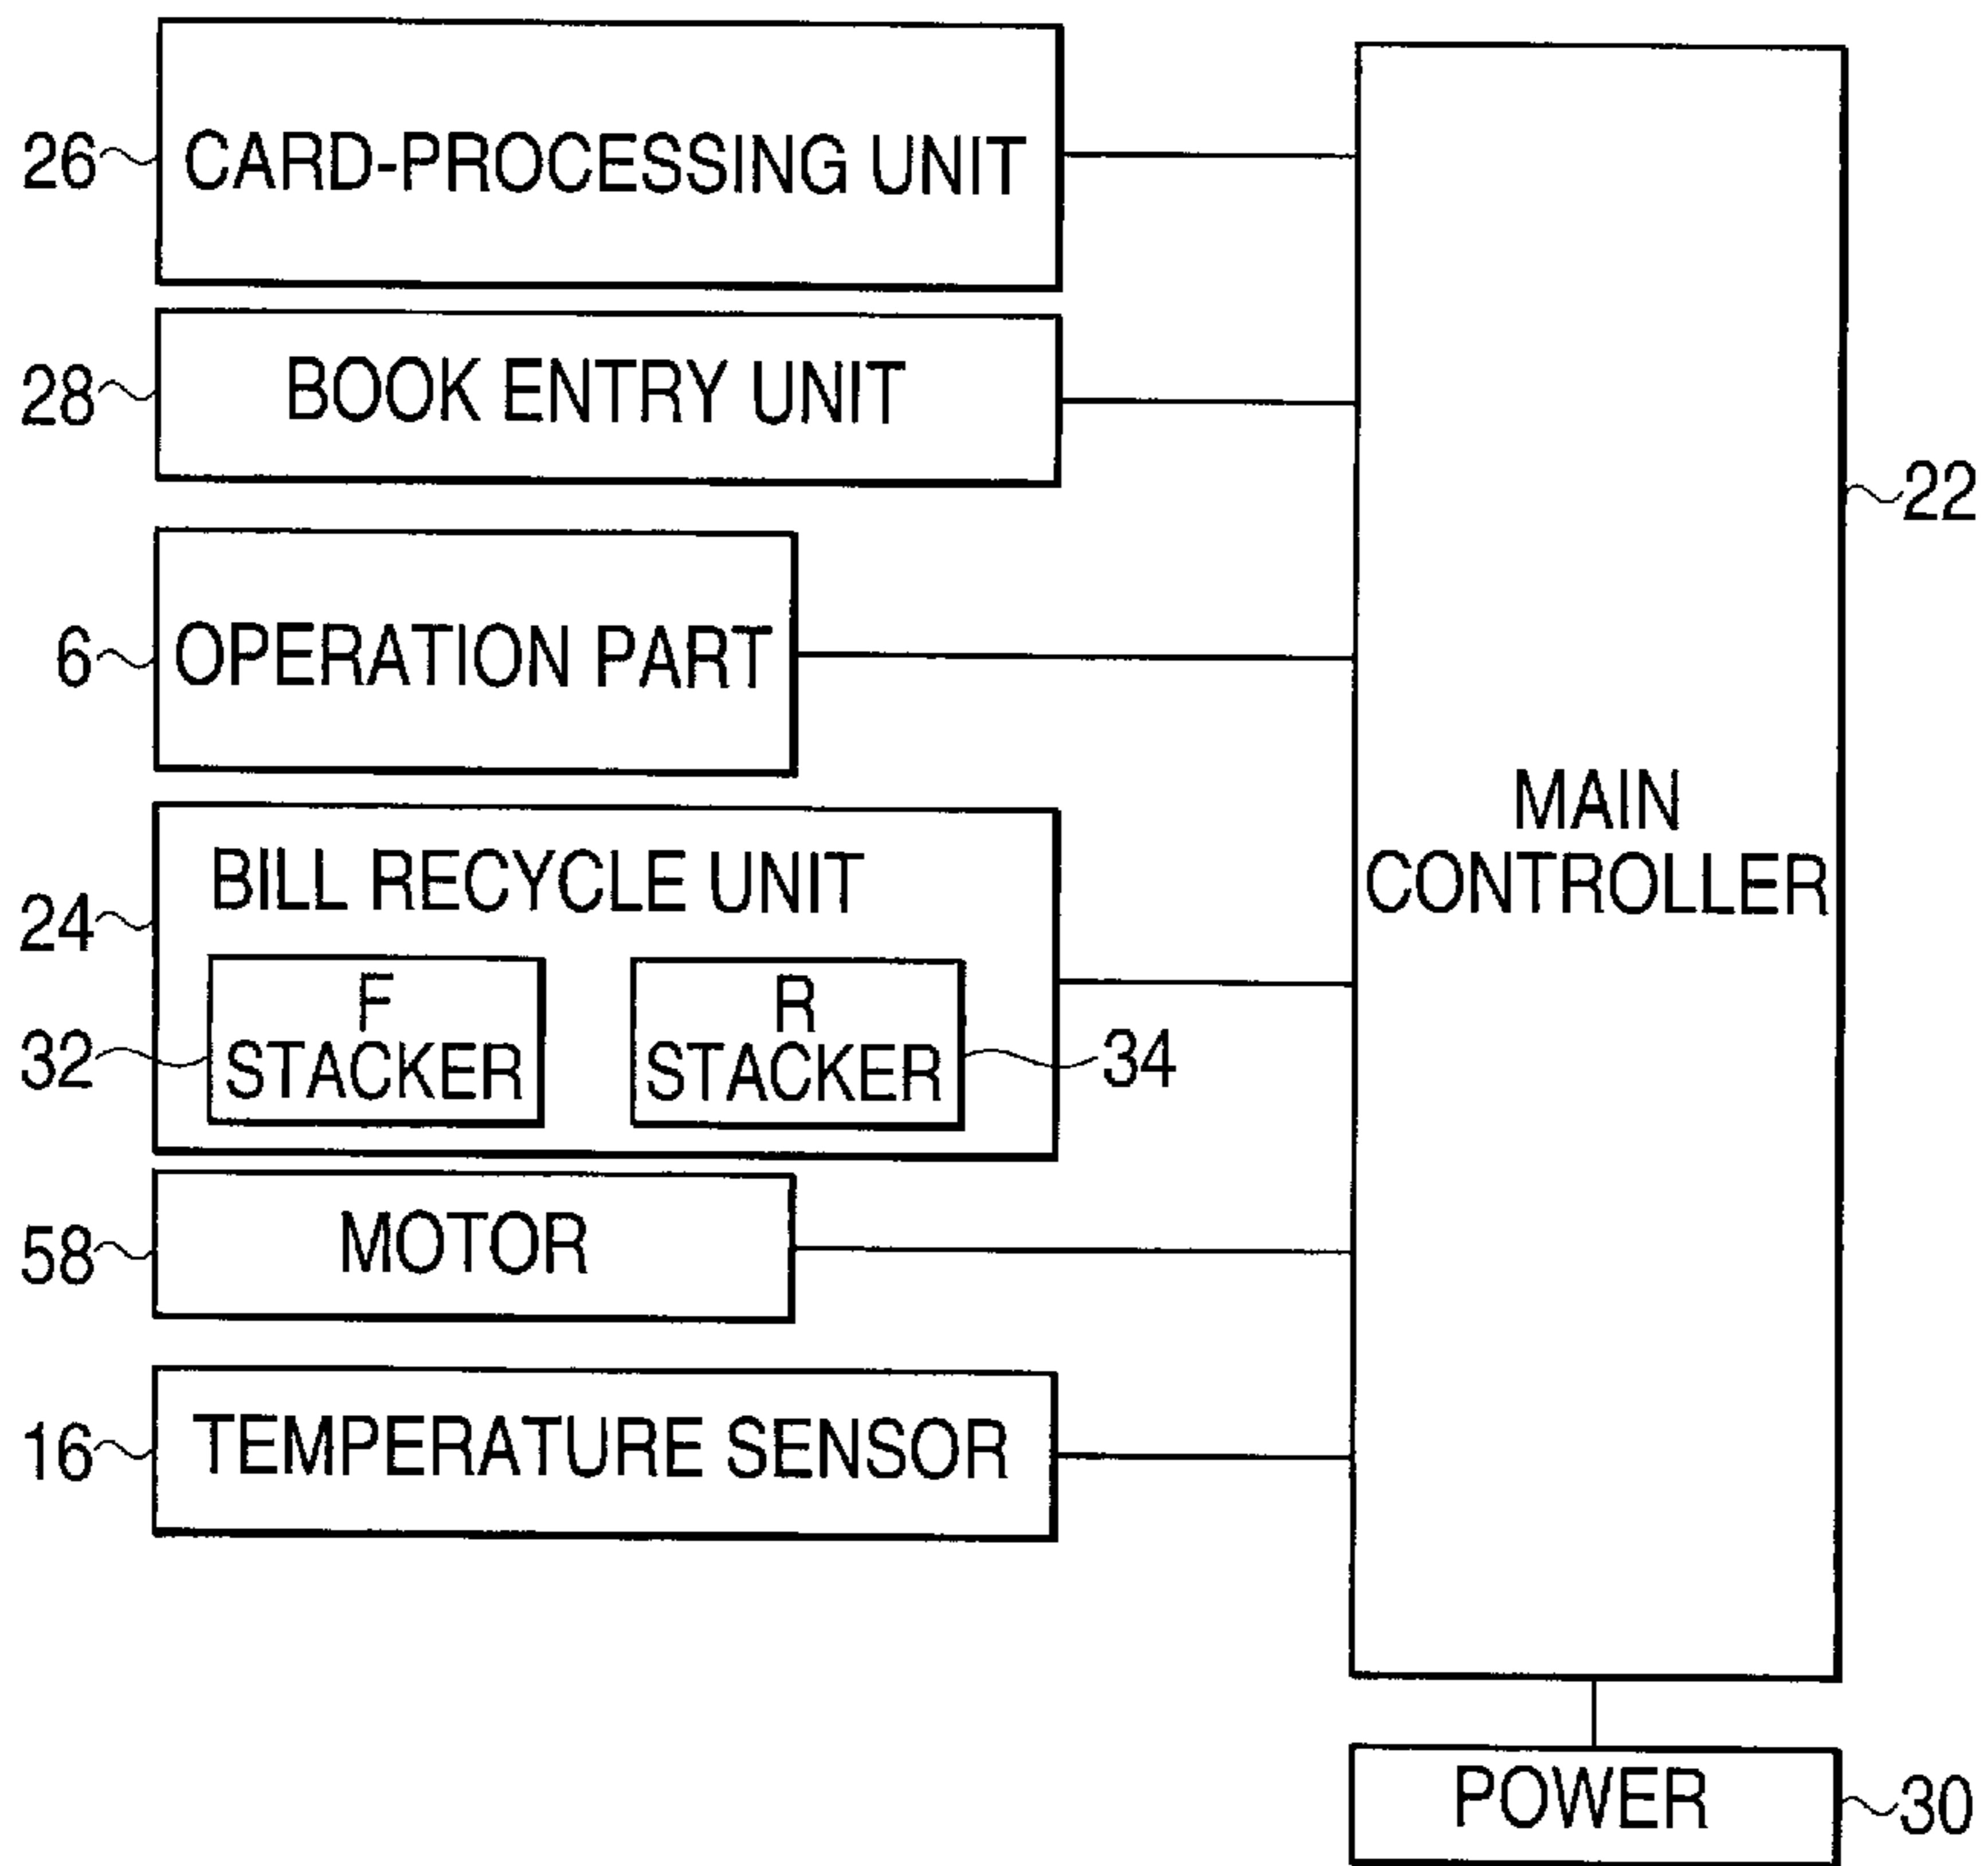 26 CARD-PROCESSING UNIT
28 BOOK ENTRY UNIT
22
6 OPERATION PART
MAIN
CONTROLLER
24 BILL RECYCLE UNIT
32 F
STACKER
R
STACKER 34
58 MOTOR
16 TEMPERATURE SENSOR
POWER 30